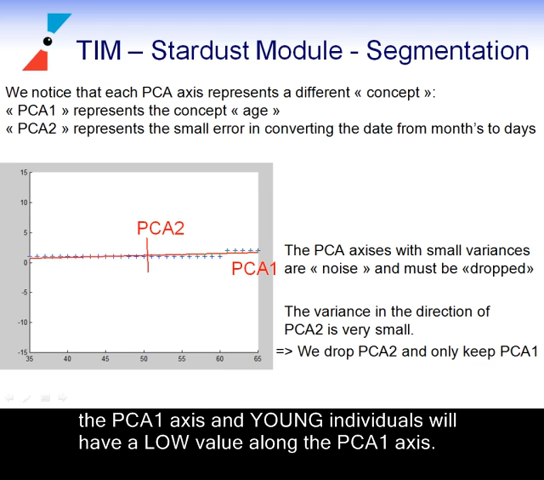 TIM – Stardust Module - Segmentation
We notice that each PCA axis represents a different « concept »:
« PCA1 » represents the concept « age »
« PCA2 » represents the small error in converting the date from month's to days
15
10
5
0
-5
-10
-15
35 40 45 50 55 60 65
PCA2
PCA1
The PCA axises with small variances
are « noise » and must be «dropped»
The variance in the direction of
PCA2 is very small.
=> We drop PCA2 and only keep PCA1
the PCA1 axis and YOUNG individuals will
have a LOW value along the PCA1 axis.